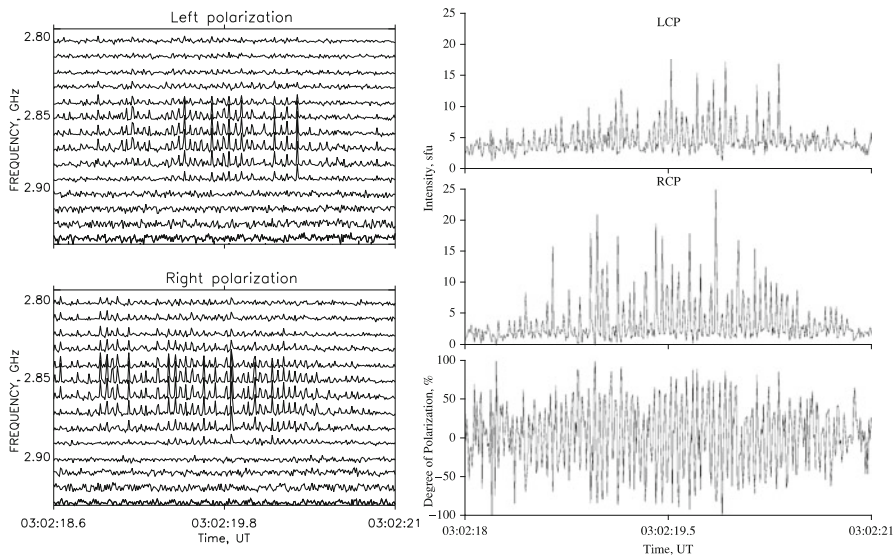 Left polarization
2.80
2.85
2.90
FREQUENCY, GHz
Right polarization
2.80
2.85
2.90
FREQUENCY, GHz
03:02:18.6
03:02:19.8
03:02:21
Time, UT
LCP
25
20
15
10
5
0
Intensity, sfu
RCP
25
20
15
10
5
0
100
50
0
−50
−100
Degree of Polarization, %
03:02:18
03:02:19.5
03:02:21
Time, UT